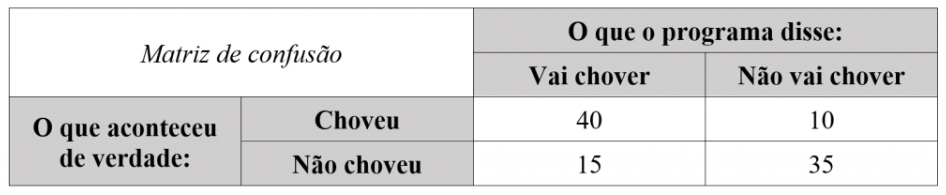 Matriz de confusão
O que o programa disse:
Vai chover
Não vai chover
O que aconteceu
de verdade:
Choveu
40
10
Não choveu
15
35